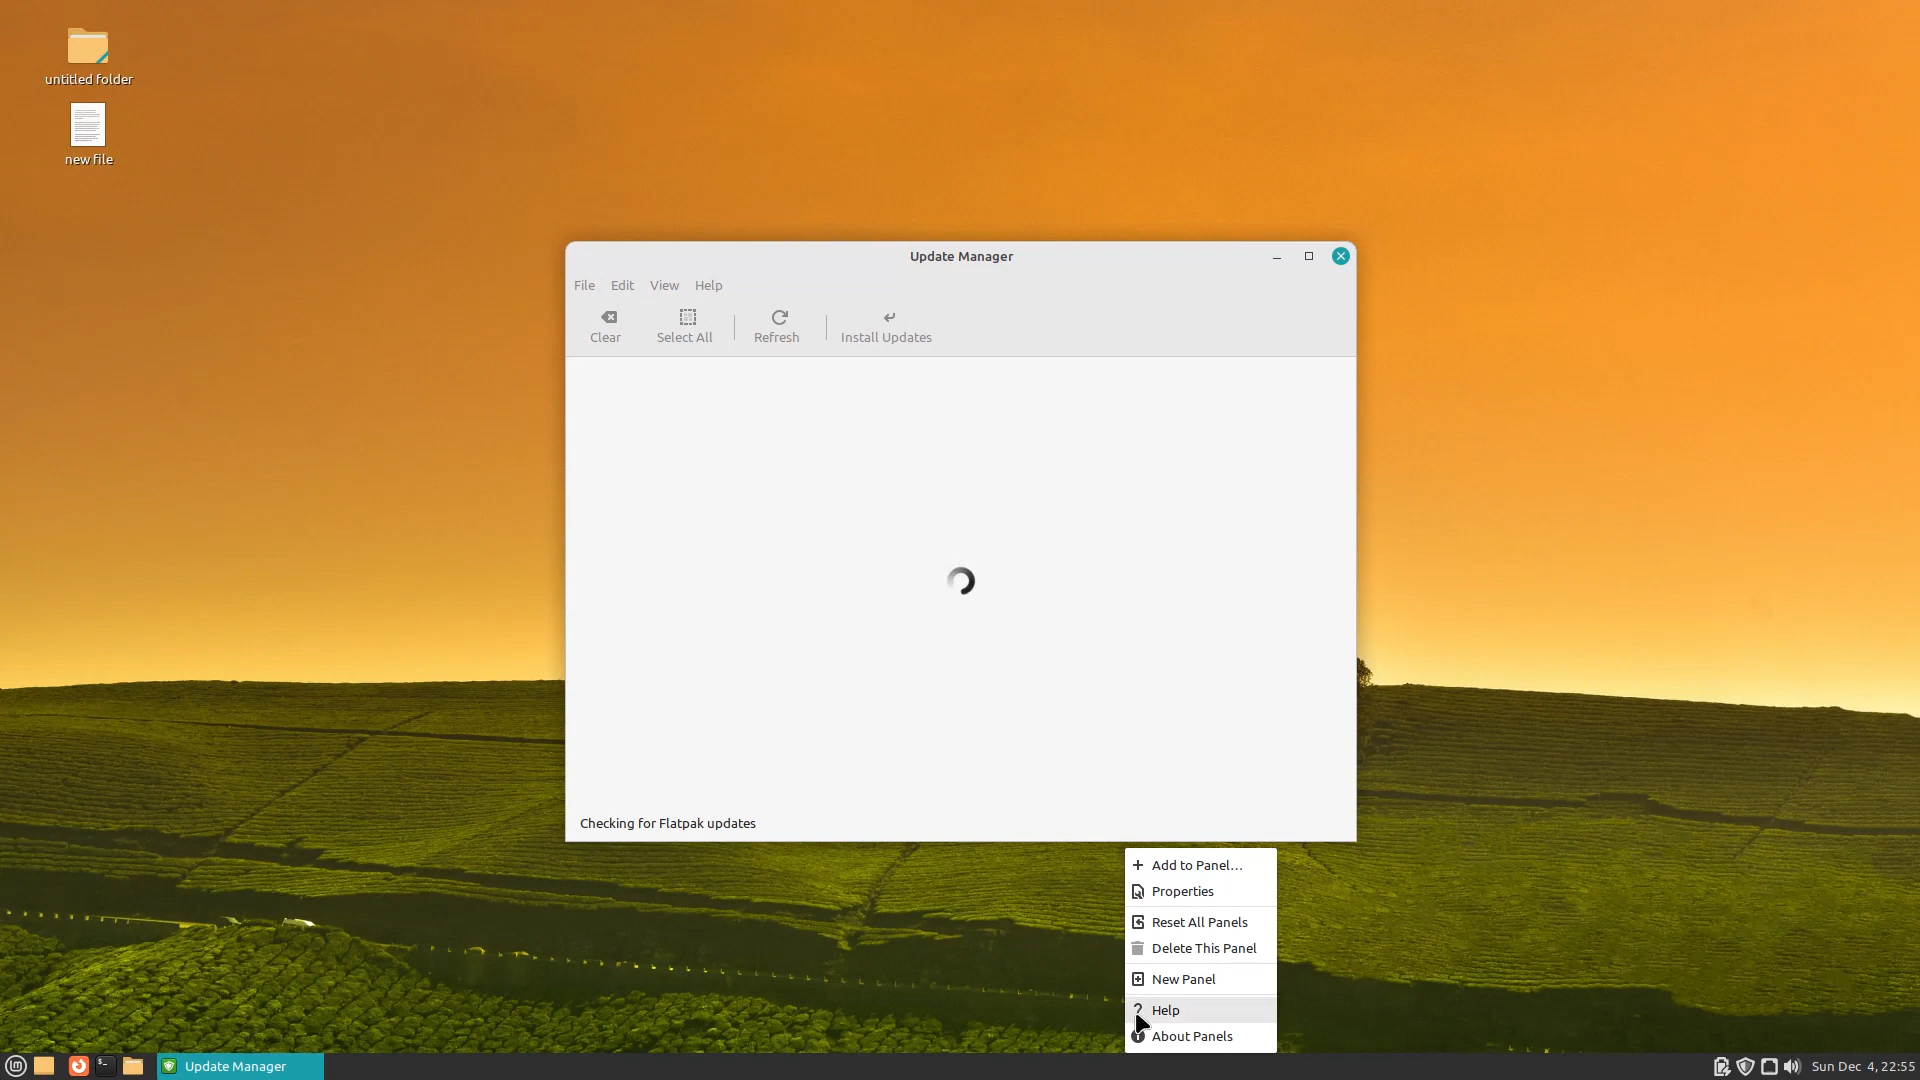 untitled folder
new file
Update Manager
File Edit View Help
Clear Select All Refresh Install Updates
Checking for Flatpak updates
Add to Panel...
Properties
Reset All Panels
Delete This Panel
New Panel
Help
About Panels
Update Manager
Sun Dec 4, 22:55